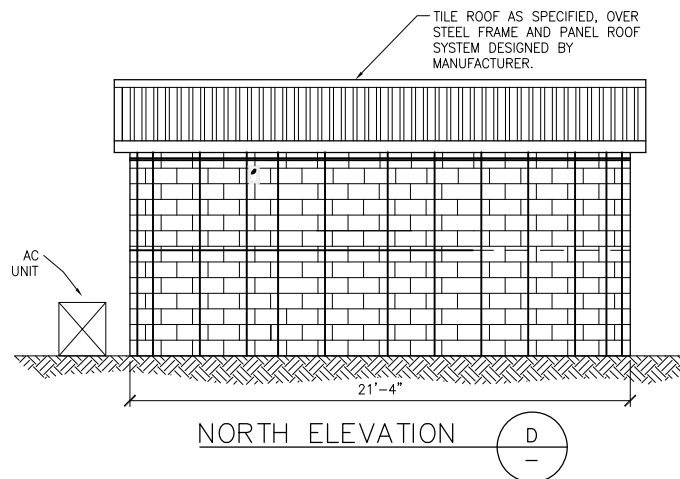 TILE ROOF AS SPECIFIED, OVER
STEEL FRAME AND PANEL ROOF
SYSTEM DESIGNED BY
MANUFACTURER.
AC
UNIT
21'-4"
NORTH ELEVATION
D
–